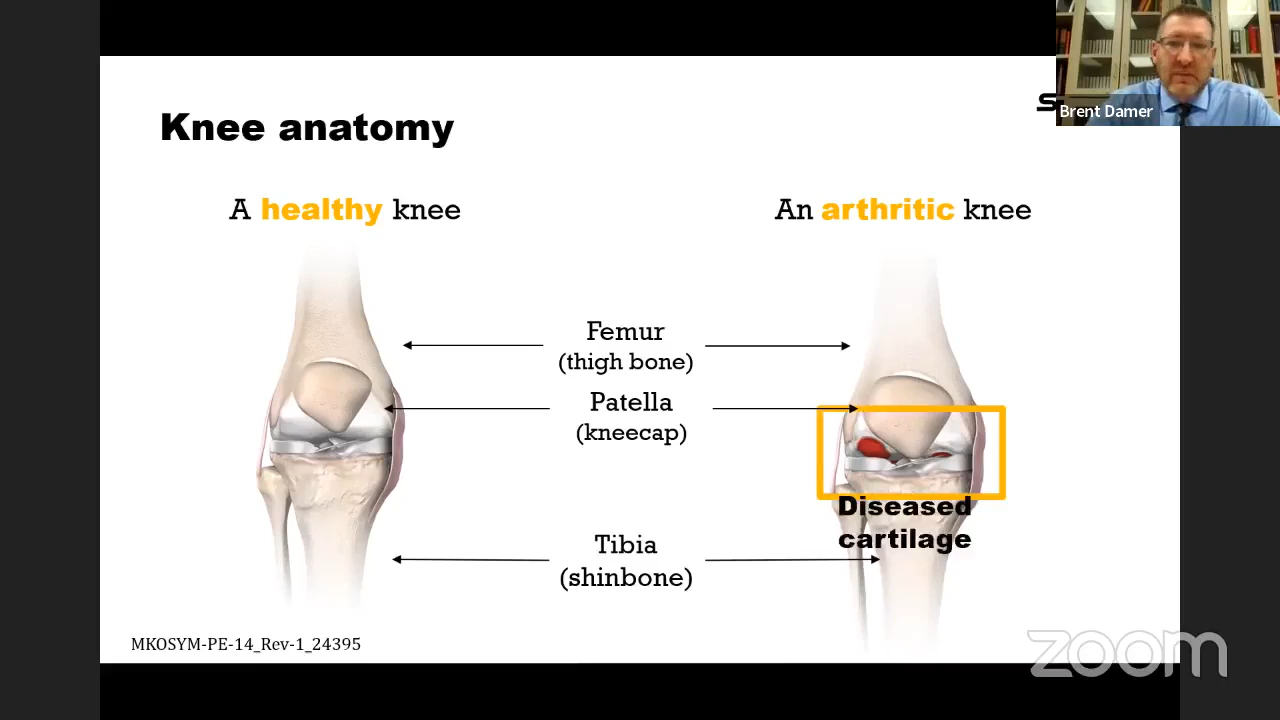 Brent Damer
Knee anatomy
A healthy knee
An arthritic knee
Femur
(thigh bone)
Patella
(kneecap)
Diseased
cartilage
Tibia
(shinbone)
MKOSYM-PE-14_Rev-1_24395
zoom